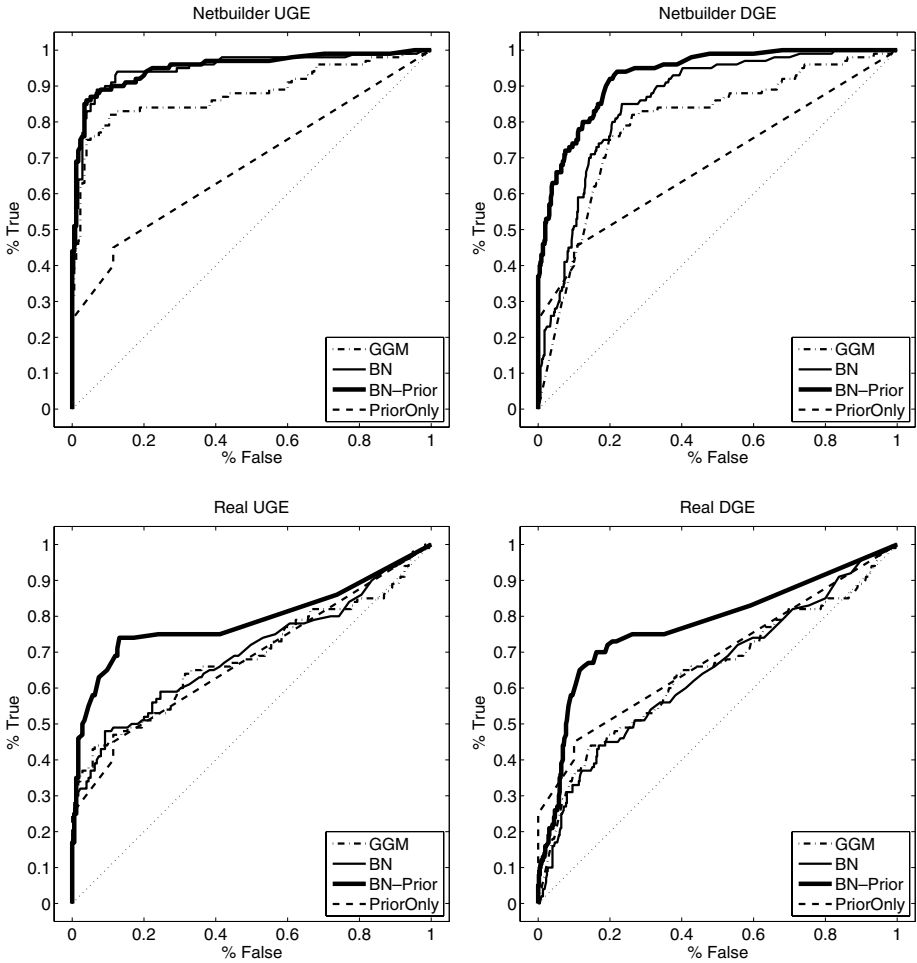 Netbuilder UGE
1
0.9
0.8
0.7
0.6
0.5
0.4
0.3
0.2
0.1
0
% True
0
0.2
0.4
0.6
0.8
1
% False
GGM
BN
BN–Prior
PriorOnly
Netbuilder DGE
1
0.9
0.8
0.7
0.6
0.5
0.4
0.3
0.2
0.1
0
% True
0
0.2
0.4
0.6
0.8
1
% False
GGM
BN
BN–Prior
PriorOnly
Real UGE
1
0.9
0.8
0.7
0.6
0.5
0.4
0.3
0.2
0.1
0
% True
0
0.2
0.4
0.6
0.8
1
% False
GGM
BN
BN–Prior
PriorOnly
Real DGE
1
0.9
0.8
0.7
0.6
0.5
0.4
0.3
0.2
0.1
0
% True
0
0.2
0.4
0.6
0.8
1
% False
GGM
BN
BN–Prior
PriorOnly